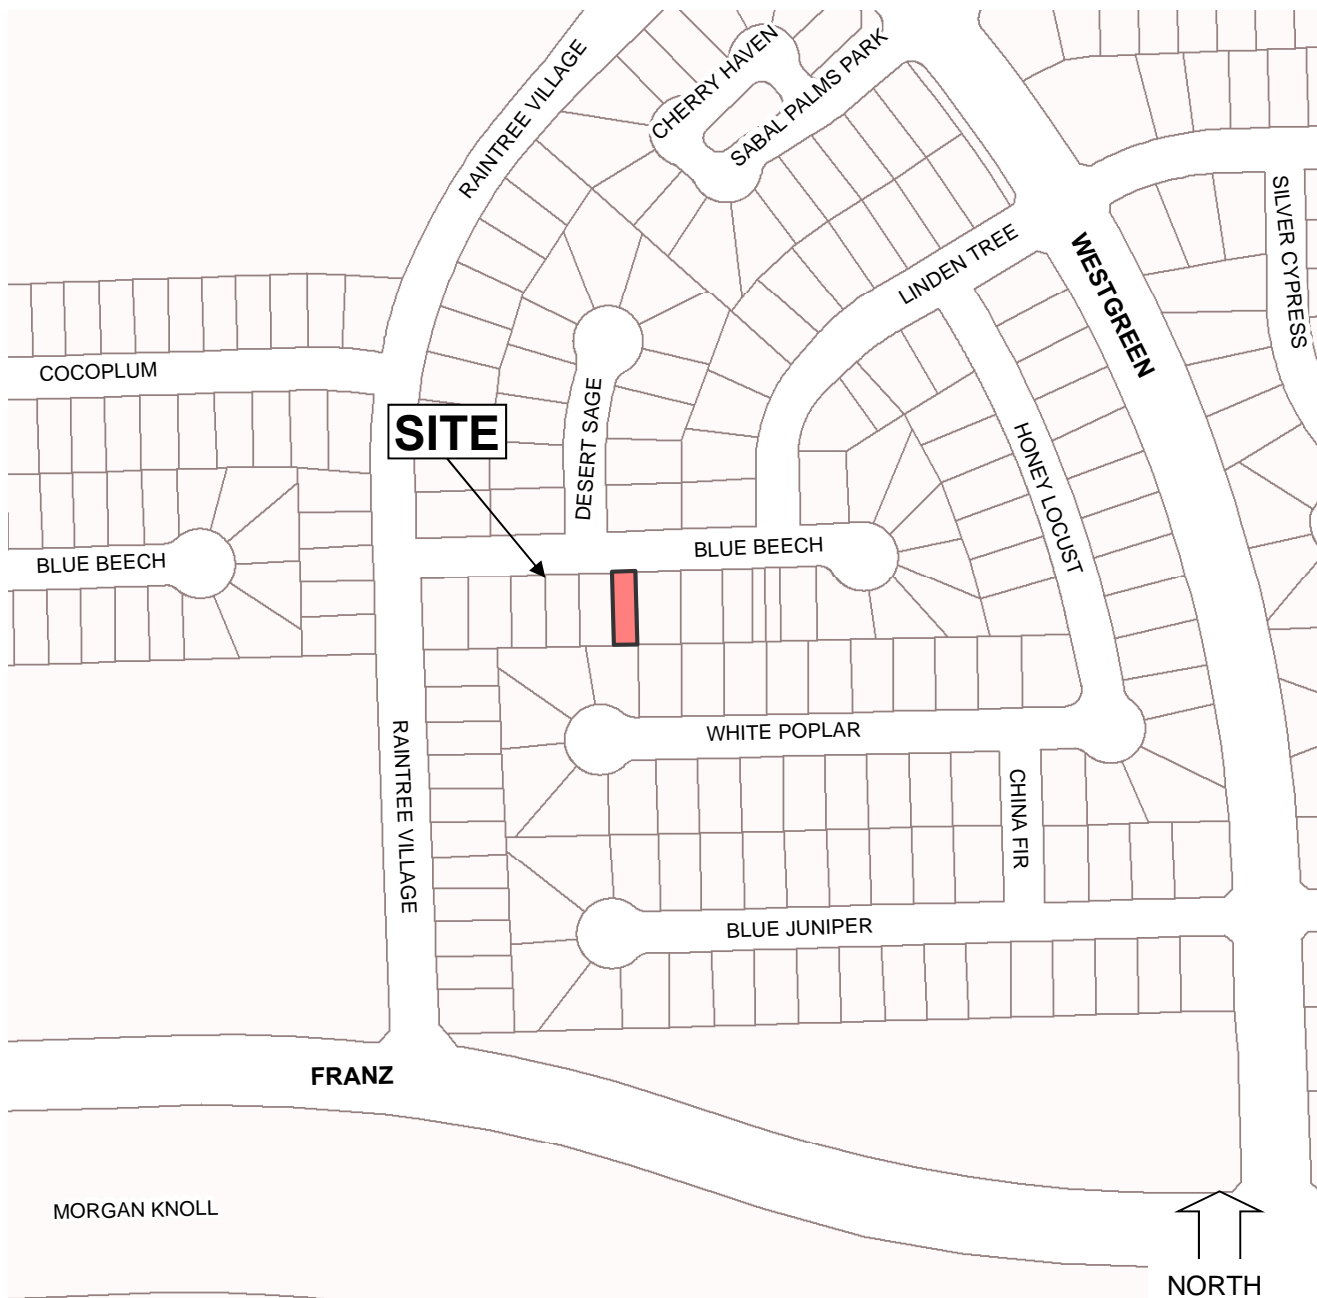 RAINTREE VILLAGE
CHERRY HAVEN
SABAL PALMS PARK
SILVER CYPRESS
LINDEN TREE
WESTGREEN
COCOPLUM
SITE
DESERT SAGE
HONEY LOCUST
BLUE BEECH
BLUE BEECH
RAINTREE VILLAGE
WHITE POPLAR
CHINA FIR
BLUE JUNIPER
FRANZ
MORGAN KNOLL
NORTH